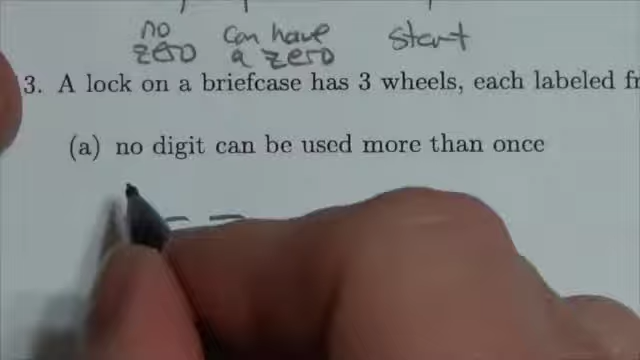 no can have start
zero a zero
3. A lock on a briefcase has 3 wheels, each labeled
(a) no digit can be used more than once